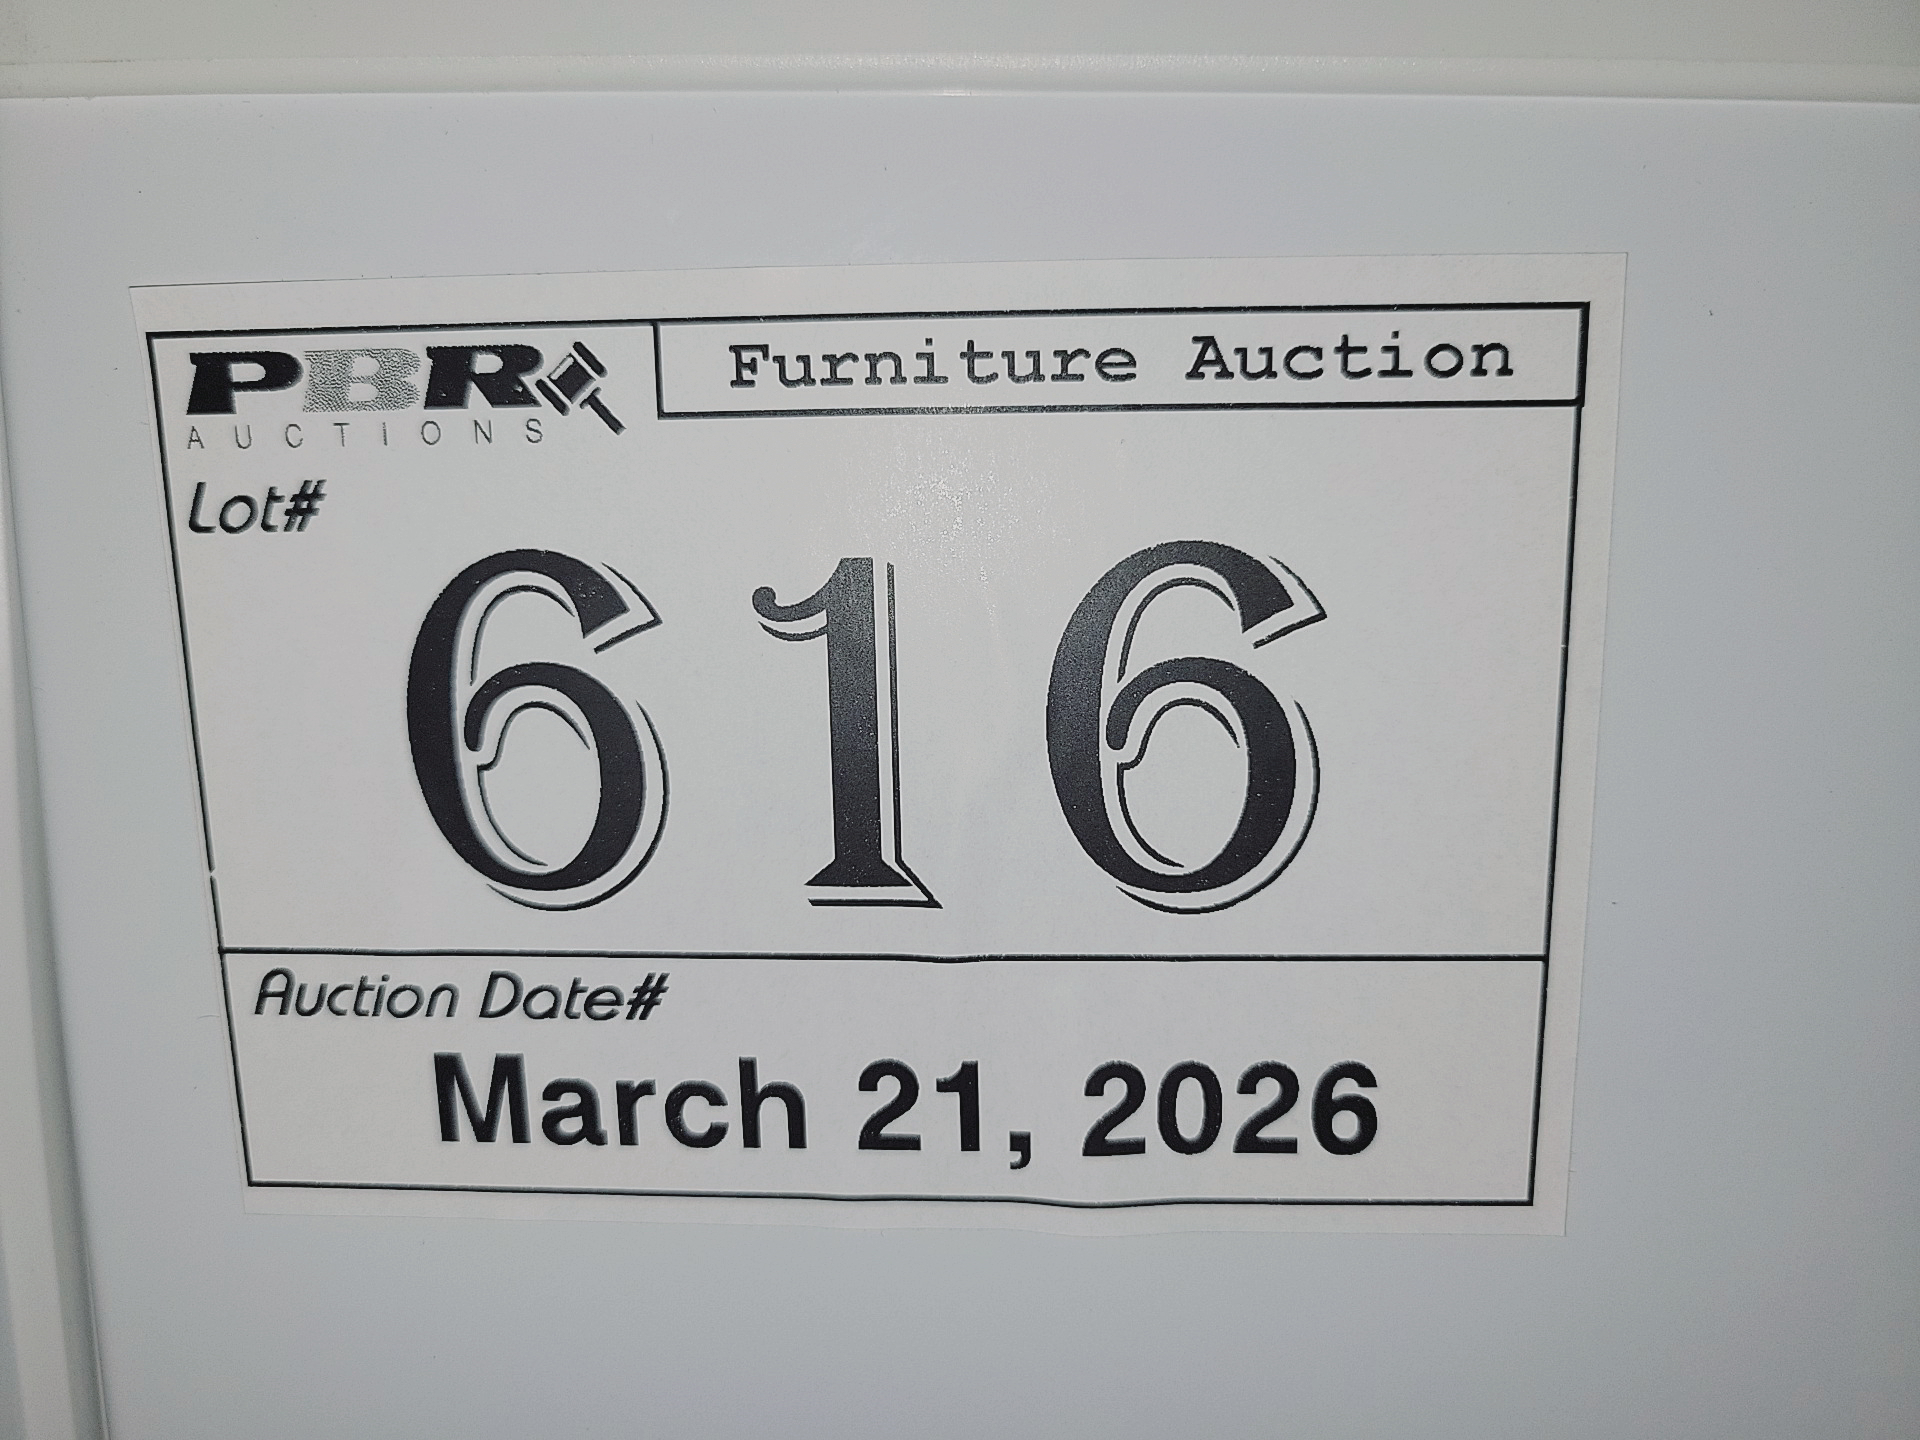 PBR
AUCTIONS
Furniture Auction
Lot#
616
Auction Date#
March 21, 2026